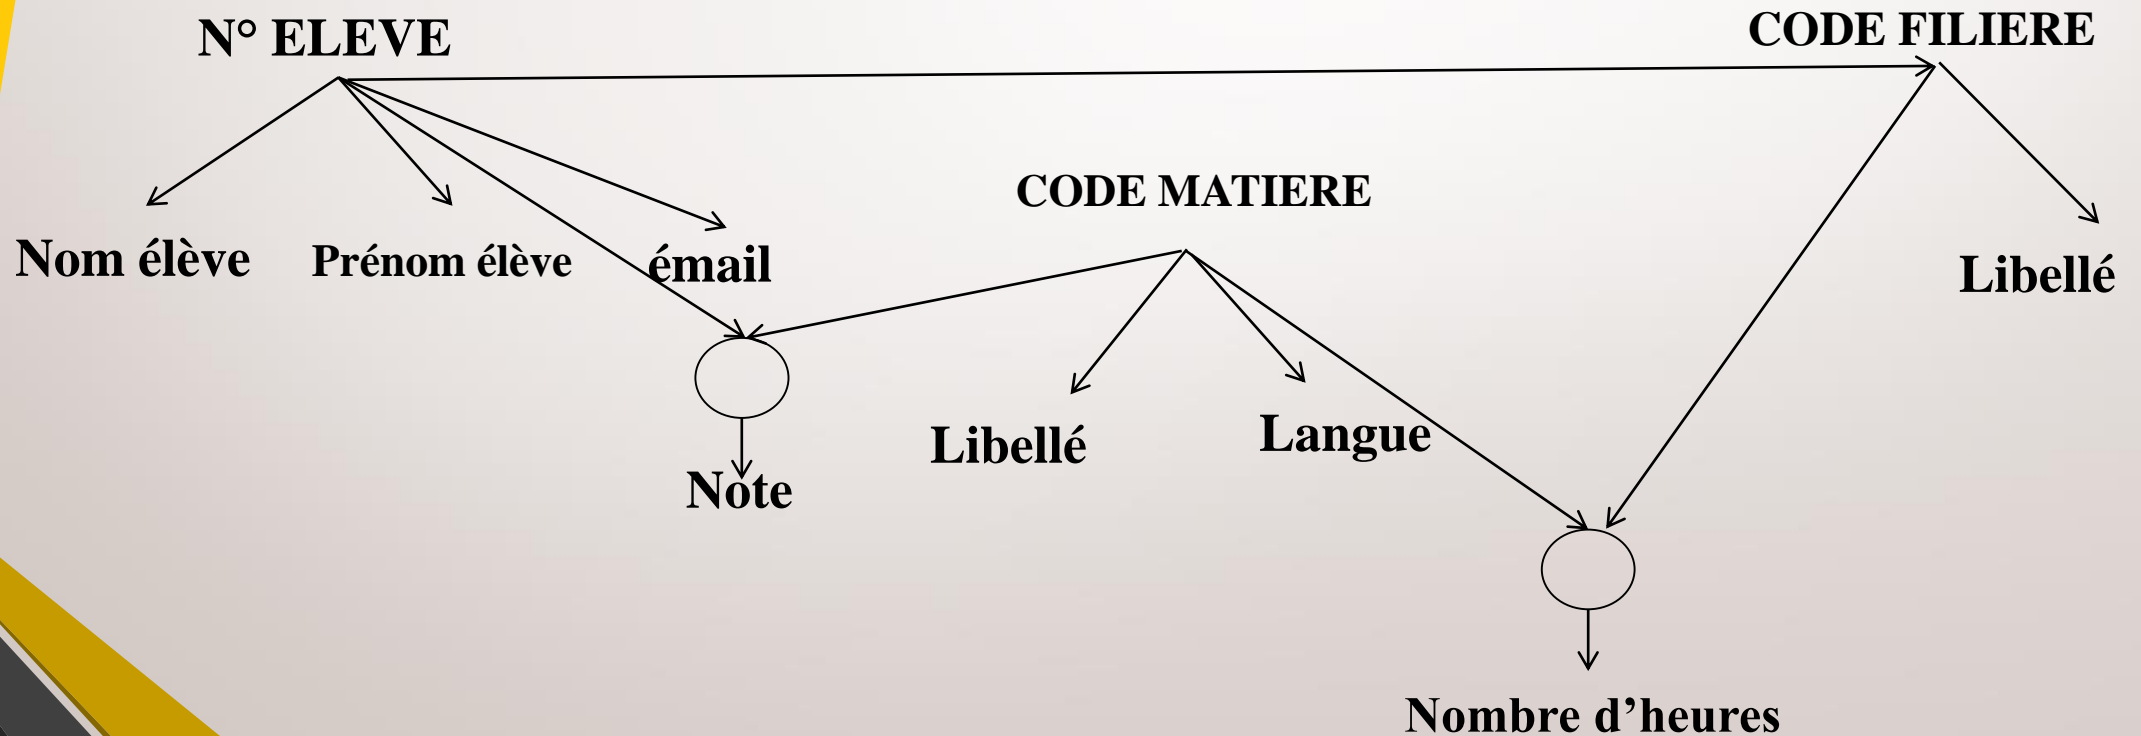 N° ELEVE
CODE FILIERE
CODE MATIERE
Nom élève
Prénom élève
émail
Libellé
Libellé
Langue
Note
Nombre d’heures